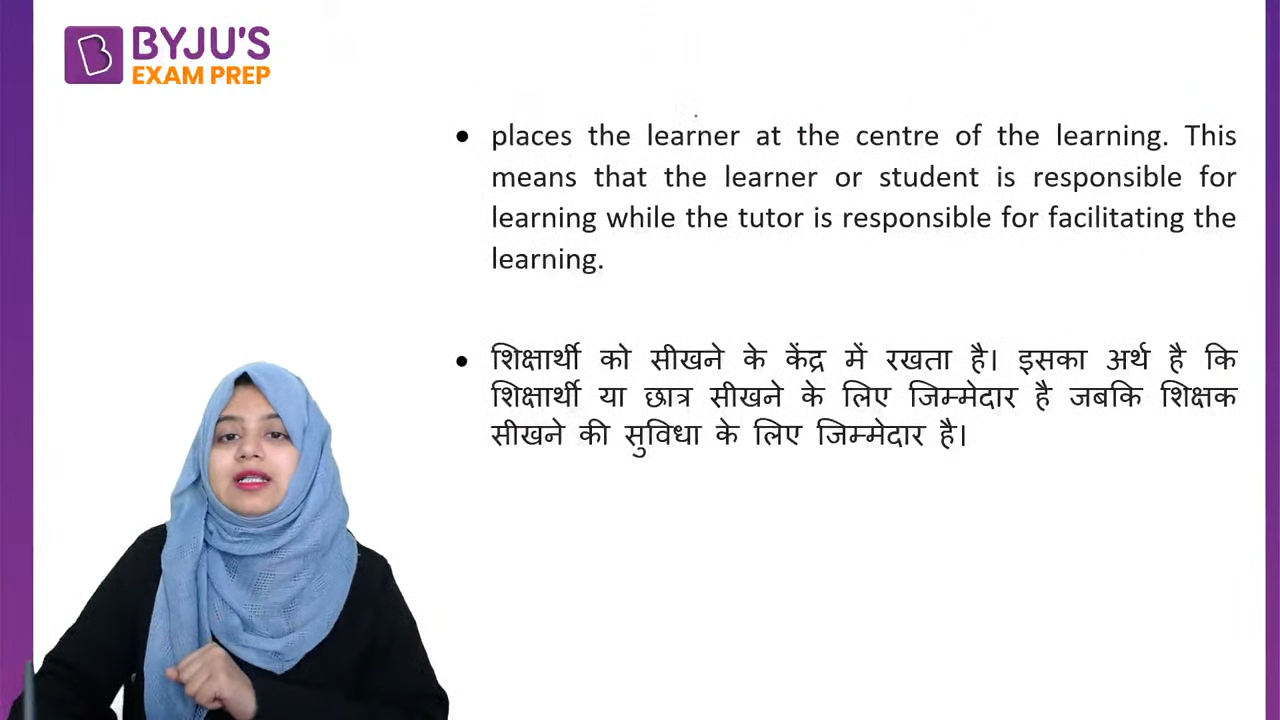 BYJU'S
EXAM PREP
places the learner at the centre of the learning. This
means that the learner or student is responsible for
learning while the tutor is responsible for facilitating the
learning.
शिक्षार्थी को सीखने के केंद्र में रखता है। इसका अर्थ है कि
शिक्षार्थी या छात्र सीखने के लिए जिम्मेदार है जबकि शिक्षक
सीखने की सुविधा के लिए जिम्मेदार है।